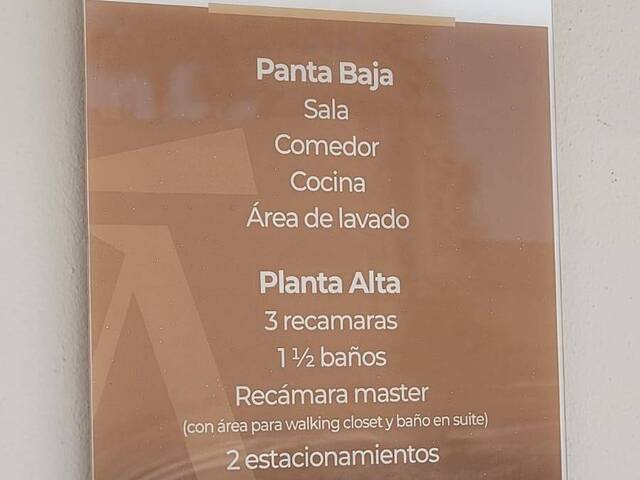 Panta Baja
Sala
Comedor
Cocina
Área de lavado
Planta Alta
3 recamaras
1 ½ baños
Recámara master
(con área para walking closet y baño en suite)
2 estacionamientos